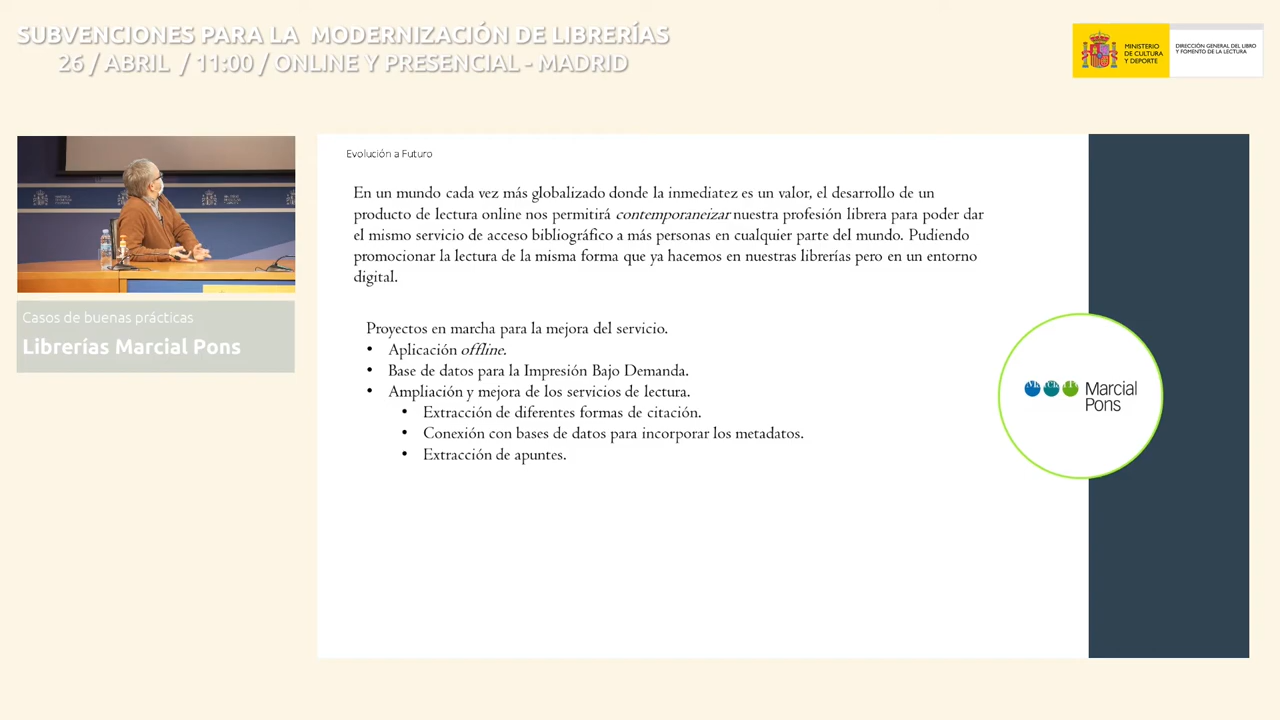 SUBVENCIONES PARA LA MODERNIZACIÓN DE LIBRERÍAS
26 / ABRIL / 11:00 / ONLINE Y PRESENCIAL - MADRID
MINISTERIO
DE CULTURA
Y DEPORTE
DIRECCIÓN GENERAL DEL LIBRO
Y FOMENTO DE LA LECTURA
Casos de buenas prácticas
Librerías Marcial Pons
Evolución a Futuro
En un mundo cada vez más globalizado donde la inmediatez es un valor, el desarrollo de un
producto de lectura online nos permitirá contemporaneizar nuestra profesión librera para poder dar
el mismo servicio de acceso bibliográfico a más personas en cualquier parte del mundo. Pudiendo
promocionar la lectura de la misma forma que ya hacemos en nuestras librerías pero en un entorno
digital.
Proyectos en marcha para la mejora del servicio.
• Aplicación offline.
• Base de datos para la Impresión Bajo Demanda.
• Ampliación y mejora de los servicios de lectura.
• Extracción de diferentes formas de citación.
• Conexión con bases de datos para incorporar los metadatos.
• Extracción de apuntes.
Marcial
Pons